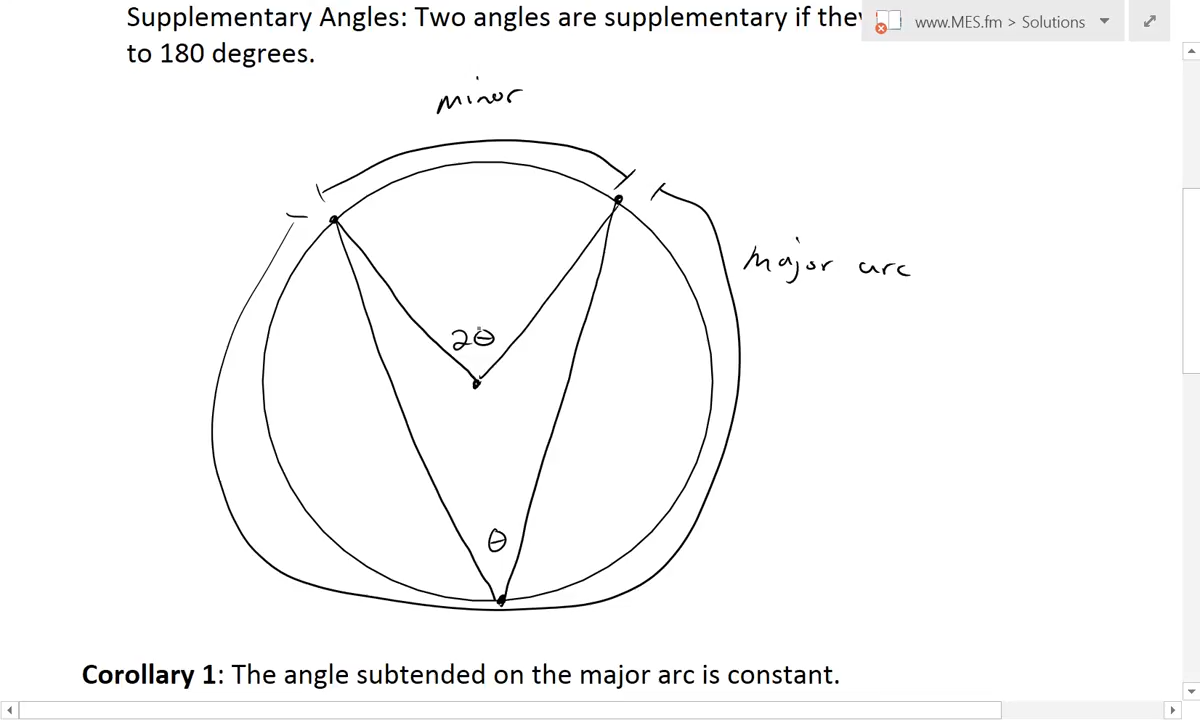 Supplementary Angles: Two angles are supplementary if they
to 180 degrees.
www.MES.fm > Solutions
minor
major arc
2θ
θ
Corollary 1: The angle subtended on the major arc is constant.